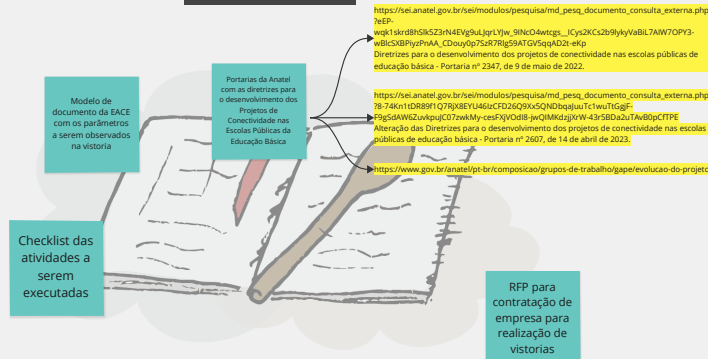 https://sei.anatel.gov.br/sei/modulos/pesquisa/md_pesq_documento_consulta_externa.php
?eEP-
wqk1skrd8hSlk5Z3rN4EVg9uLJqrLYJw_9INcO4wtcgs__ICys2KCs2b9lykyVaBiL7AIW7OPY3-
wBlcSXBPiyzPnAA_CDouy0p7SzR7Rlg59ATGV5qqAD2t-eKp
Diretrizes para o desenvolvimento dos projetos de conectividade nas escolas públicas de
educação básica - Portaria nº 2347, de 9 de maio de 2022.
Modelo de
documento da EACE
com os parâmetros
a serem observados
na vistoria
Portarias da Anatel
com as diretrizes para
o desenvolvimento dos
Projetos de
Conectividade nas
Escolas Públicas da
Educação Básica
https://sei.anatel.gov.br/sei/modulos/pesquisa/md_pesq_documento_consulta_externa.php
?8-74Kn1tDR89f1Q7RjX8EYU46IzCFD26Q9Xx5QNDbqaJuuTc1wuTtGgjF-
F9gSdAW6ZuvkpuJC07zwkMy-cesFXJVOdI8-jwQIMKdzjjXrW-43r5BDa2uTAvB0pCfTPE
Alteração das Diretrizes para o desenvolvimento dos projetos de conectividade nas escolas
públicas de educação básica - Portaria nº 2607, de 14 de abril de 2023.
https://www.gov.br/anatel/pt-br/composicao/grupos-de-trabalho/gape/evolucao-do-projeto
Checklist das
atividades a
serem
executadas
RFP para
contratação de
empresa para
realização de
vistorias